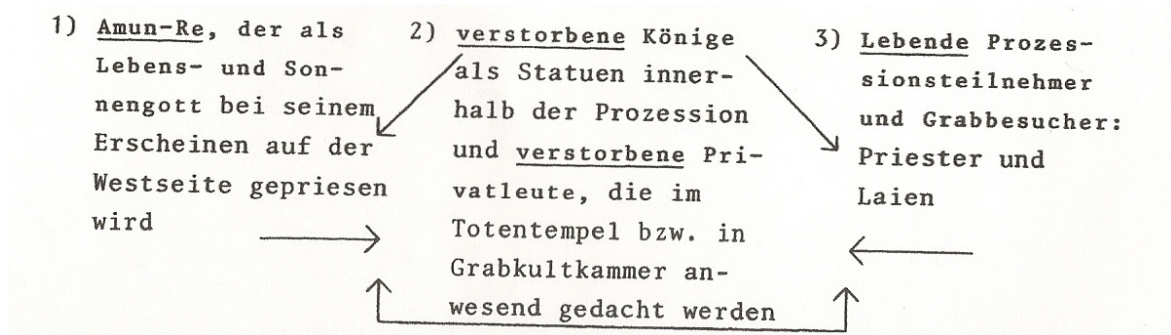 1) Amun-Re, der als
Lebens- und Son-
nengott bei seinem
Erscheinen auf der
Westseite gepriesen
wird
2) verstorbene Könige
als Statuen inner-
halb der Prozession
und verstorbene Pri-
vatleute, die im
Totentempel bzw. in
Grabkultkammer an-
wesend gedacht werden
3) Lebende Prozes-
sionsteilnehmer
und Grabbesucher:
Priester und
Laien